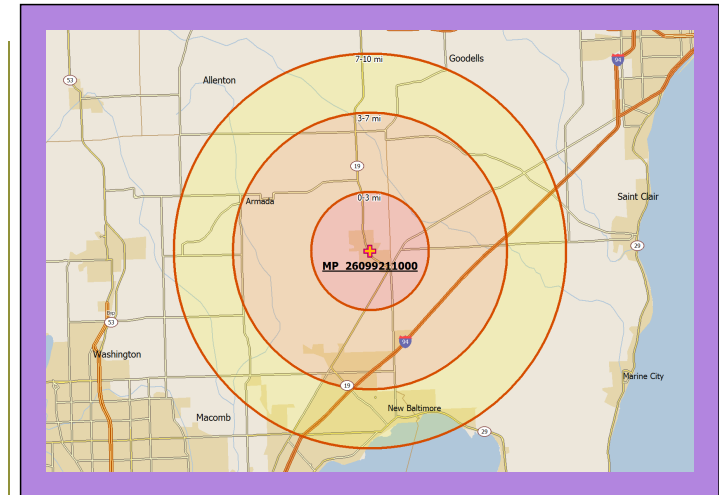 7-10 mi
Goodells
94
53
Allenton
3-7 mi
19
0-3 mi
Armada
Saint Clair
29
MP 26099211000
53
94
Washington
Marine City
19
New Baltimore
Macomb
29